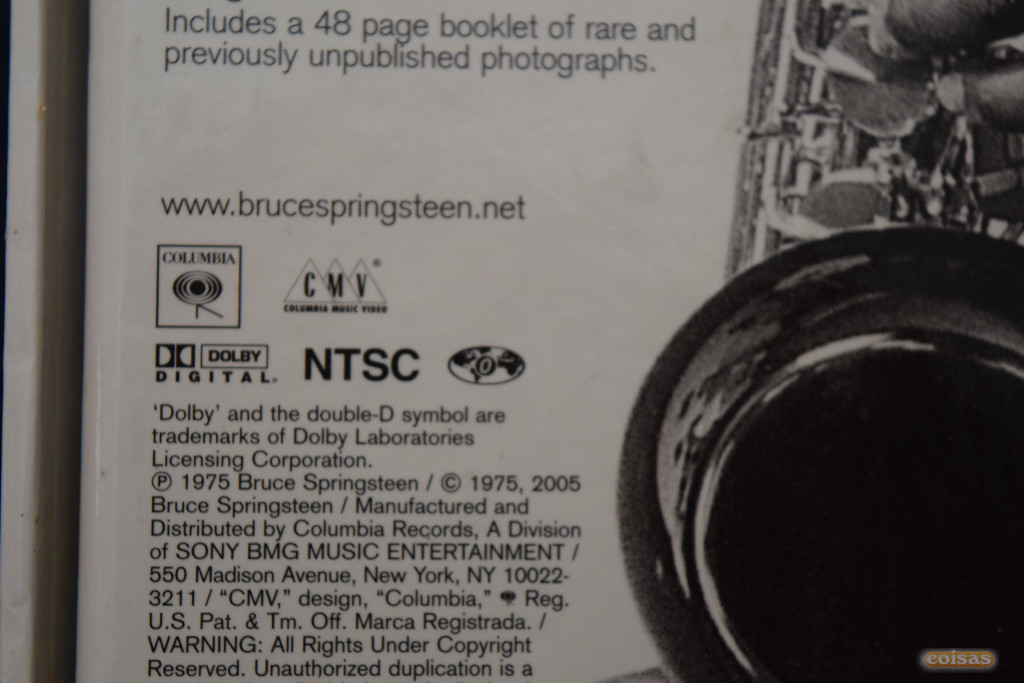 Includes a 48 page booklet of rare and
previously unpublished photographs.
www.brucespringsteen.net
COLUMBIA
CMV®
COLUMBIA MUSIC VIDEO
DOLBY
DIGITAL
NTSC
0
'Dolby' and the double-D symbol are
trademarks of Dolby Laboratories
Licensing Corporation.
℗ 1975 Bruce Springsteen / © 1975, 2005
Bruce Springsteen / Manufactured and
Distributed by Columbia Records, A Division
of SONY BMG MUSIC ENTERTAINMENT /
550 Madison Avenue, New York, NY 10022-
3211 / “CMV,” design, “Columbia,” Reg.
U.S. Pat. & Tm. Off. Marca Registrada. /
WARNING: All Rights Under Copyright
Reserved. Unauthorized duplication is a
coisas